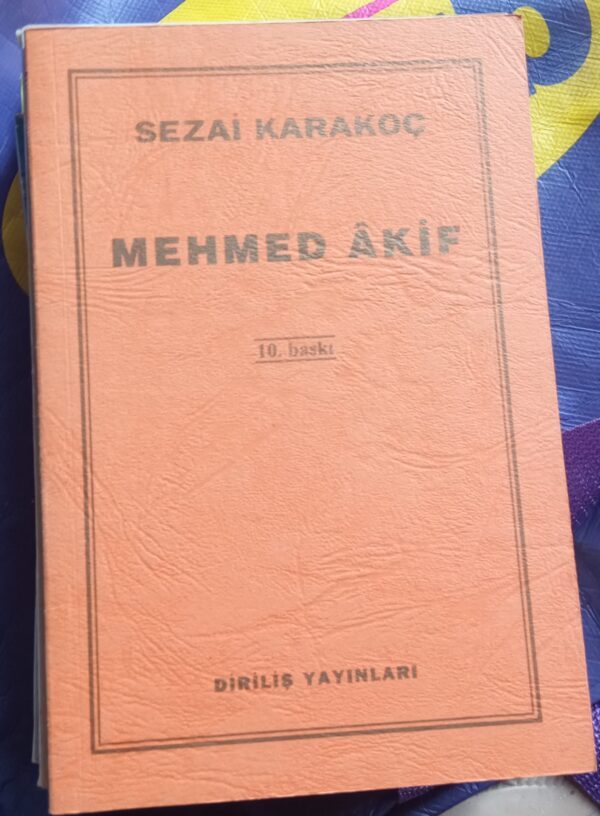 SEZAİ KARAKOÇ
MEHMED ÂKİF
10. baskı
DİRİLİŞ YAYINLARI